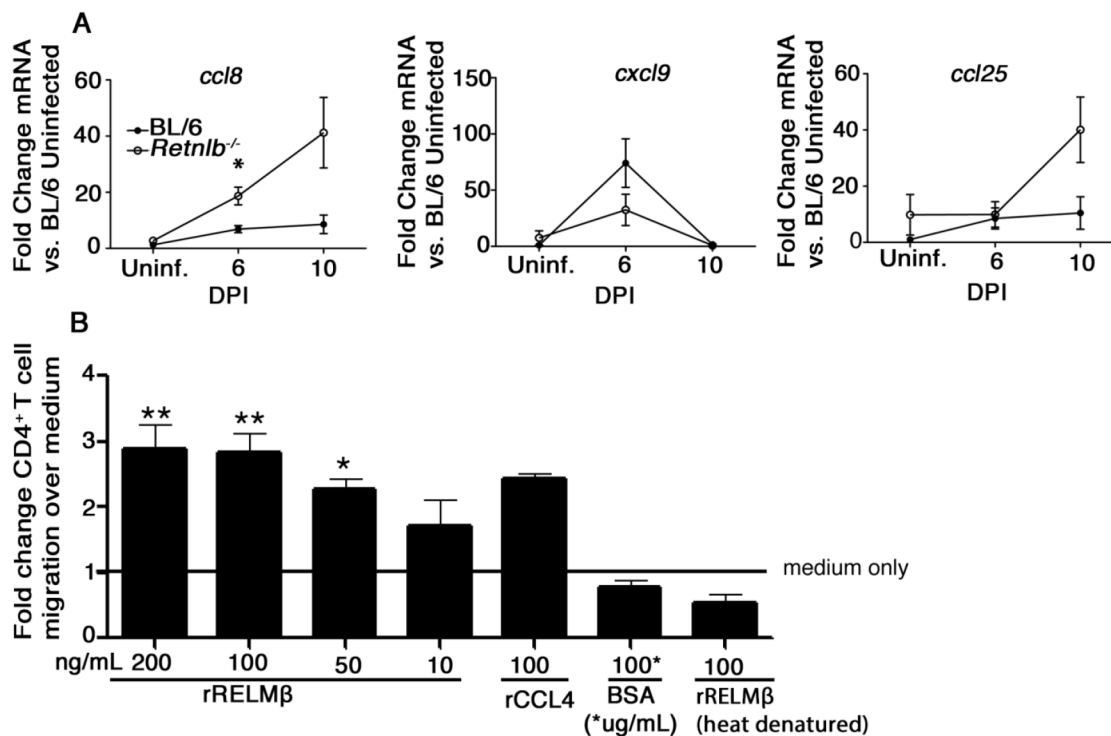 A
Fold Change mRNA
vs. BL/6 Uninfected
ccl8
60
40
20
0
BL/6
Retnlb-/-
*
Uninf. 6 10
DPI
Fold Change mRNA
vs. BL/6 Uninfected
cxcl9
150
100
50
0
Uninf. 6 10
DPI
Fold Change mRNA
vs. BL/6 Uninfected
ccl25
60
40
20
0
Uninf. 6 10
DPI
B
Fold change CD4+ T cell
migration over medium
4
3
2
1
0
** ** *
medium only
ng/mL 200 100 50 10 100 100* 100
rRELMβ rCCL4 BSA rRELMβ
(*ug/mL) (heat denatured)